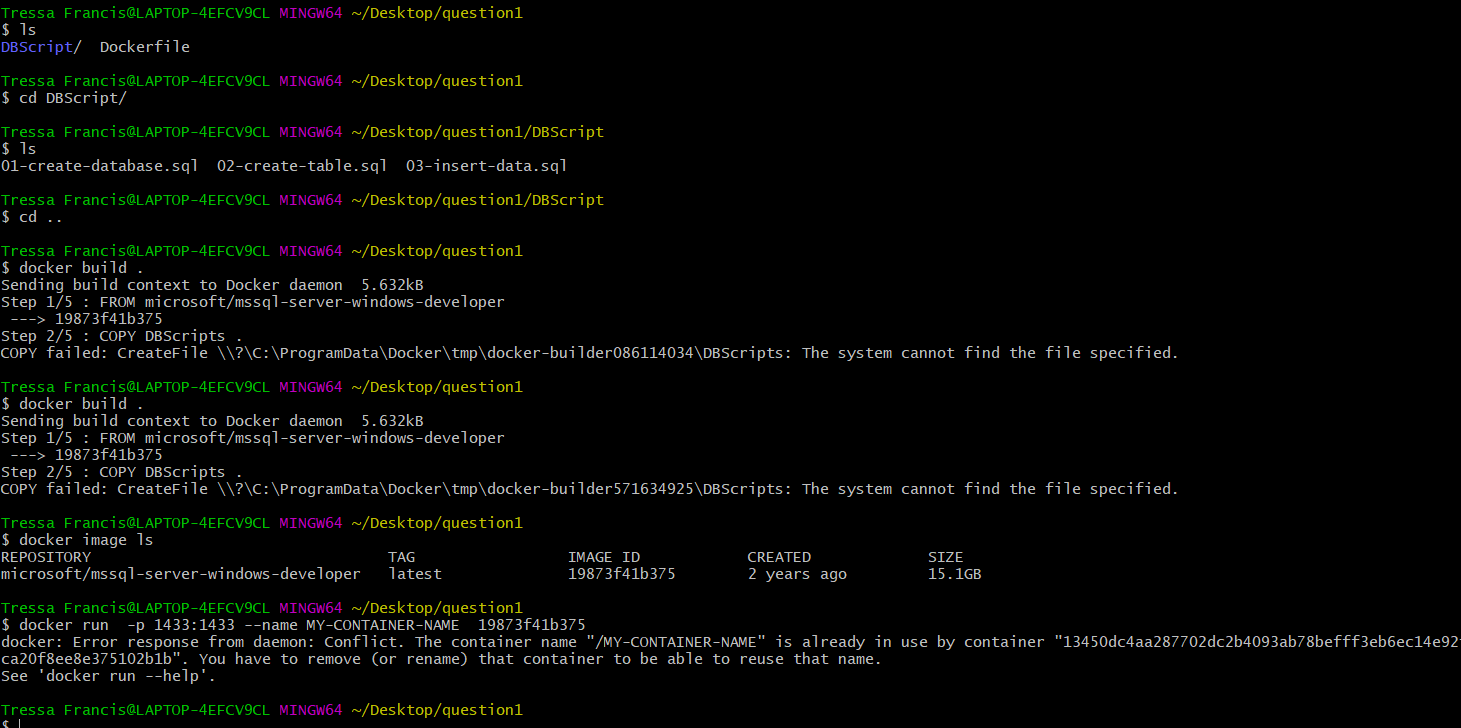 Tressa Francis@LAPTOP-4EFCV9CL MINGW64 ~/Desktop/question1
$ ls
DBScript/  Dockerfile
Tressa Francis@LAPTOP-4EFCV9CL MINGW64 ~/Desktop/question1
$ cd DBScript/
Tressa Francis@LAPTOP-4EFCV9CL MINGW64 ~/Desktop/question1/DBScript
$ ls
01-create-database.sql  02-create-table.sql  03-insert-data.sql
Tressa Francis@LAPTOP-4EFCV9CL MINGW64 ~/Desktop/question1/DBScript
$ cd ..
Tressa Francis@LAPTOP-4EFCV9CL MINGW64 ~/Desktop/question1
$ docker build .
Sending build context to Docker daemon  5.632kB
Step 1/5 : FROM microsoft/mssql-server-windows-developer
 ---> 19873f41b375
Step 2/5 : COPY DBScripts .
COPY failed: CreateFile \\?\C:\ProgramData\Docker\tmp\docker-builder086114034\DBScripts: The system cannot find the file specified.
Tressa Francis@LAPTOP-4EFCV9CL MINGW64 ~/Desktop/question1
$ docker build .
Sending build context to Docker daemon  5.632kB
Step 1/5 : FROM microsoft/mssql-server-windows-developer
 ---> 19873f41b375
Step 2/5 : COPY DBScripts .
COPY failed: CreateFile \\?\C:\ProgramData\Docker\tmp\docker-builder571634925\DBScripts: The system cannot find the file specified.
Tressa Francis@LAPTOP-4EFCV9CL MINGW64 ~/Desktop/question1
$ docker image ls
REPOSITORY                                 TAG                 IMAGE ID            CREATED             SIZE
microsoft/mssql-server-windows-developer   latest              19873f41b375        2 years ago         15.1GB
Tressa Francis@LAPTOP-4EFCV9CL MINGW64 ~/Desktop/question1
$ docker run  -p 1433:1433 --name MY-CONTAINER-NAME  19873f41b375
docker: Error response from daemon: Conflict. The container name "/MY-CONTAINER-NAME" is already in use by container "13450dc4aa287702dc2b4093ab78befff3eb6ec14e92
ca20f8ee8e375102b1b". You have to remove (or rename) that container to be able to reuse that name.
See 'docker run --help'.
Tressa Francis@LAPTOP-4EFCV9CL MINGW64 ~/Desktop/question1
$